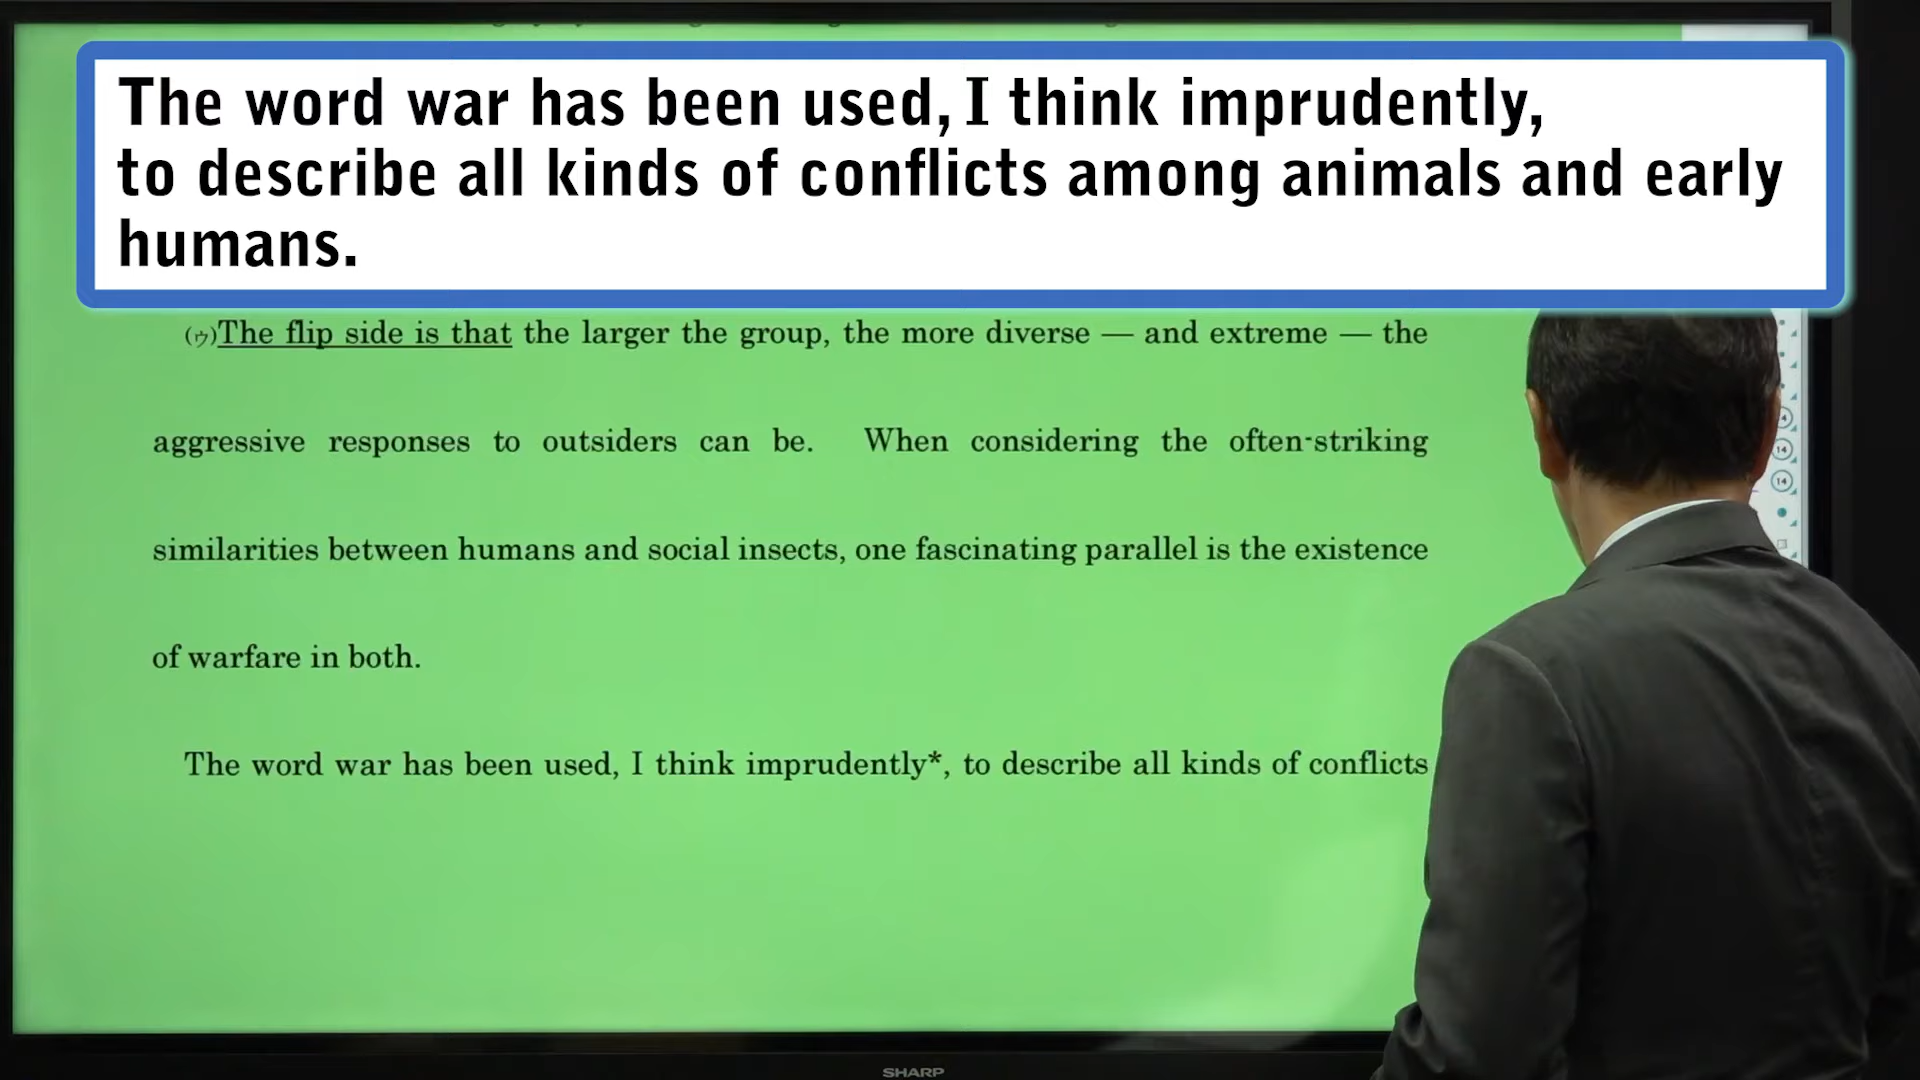 The word war has been used, I think imprudently,
to describe all kinds of conflicts among animals and early
humans.
(ウ)The flip side is that the larger the group, the more diverse — and extreme — the
aggressive responses to outsiders can be. When considering the often-striking
similarities between humans and social insects, one fascinating parallel is the existence
of warfare in both.
The word war has been used, I think imprudently*, to describe all kinds of conflicts
14
14
SHARP